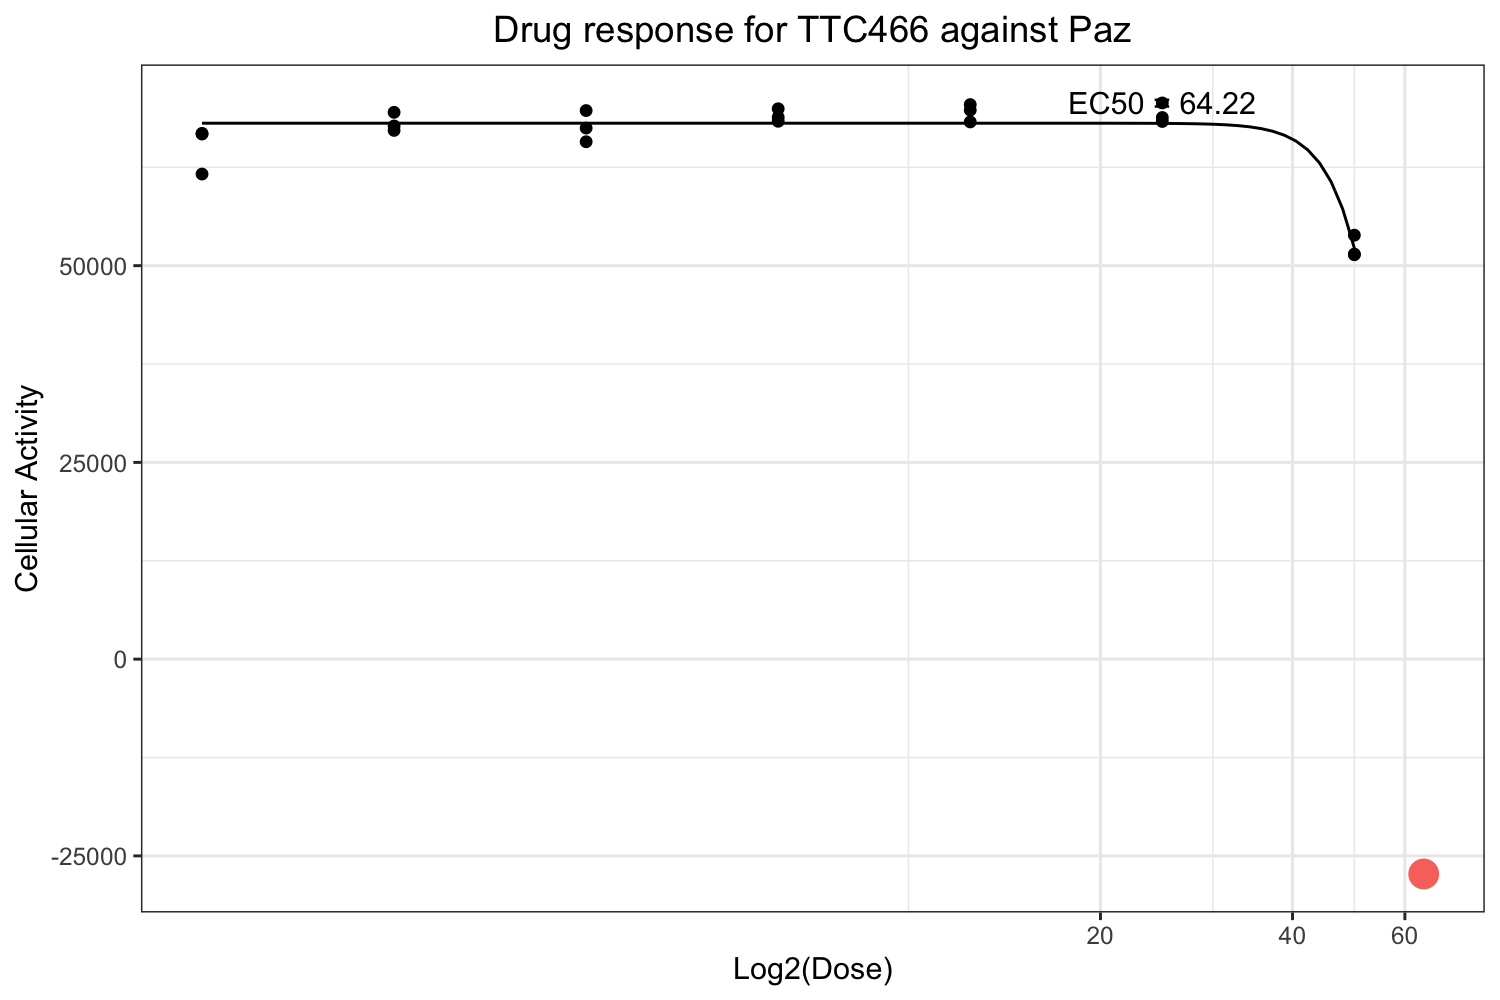 Drug response for TTC466 against Paz
EC50 = 64.22
50000
25000
0
-25000
Cellular Activity
20 40 60
Log2(Dose)